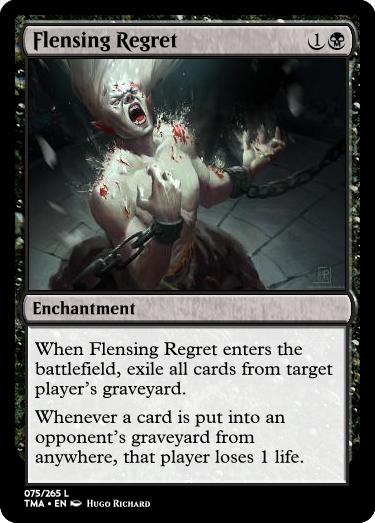 Flensing Regret 1
Enchantment
When Flensing Regret enters the
battlefield, exile all cards from target
player's graveyard.
Whenever a card is put into an
opponent's graveyard from
anywhere, that player loses 1 life.
075/265 L
TMA • EN Hugo Richard